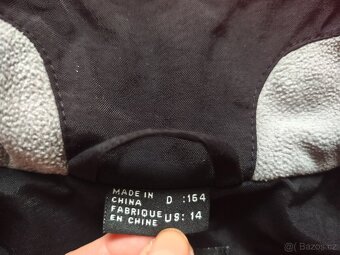 MADE IN
CHINA D :164
FABRIQUE
EN CHINE US: 14
Bazos.cz